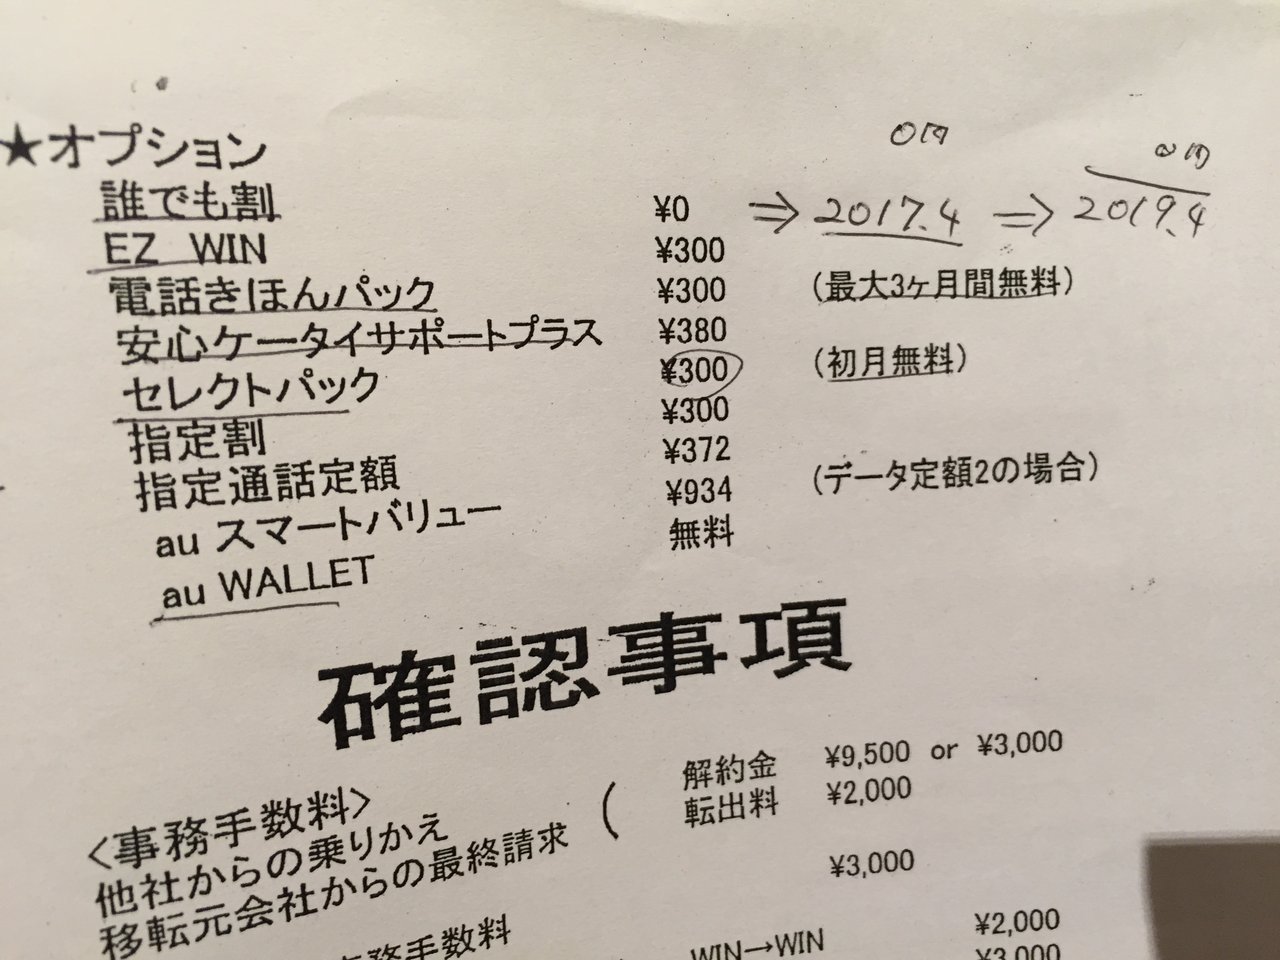 ★オプション
誰でも割 ¥0 ⇒ 2017.4 ⇒ 2019.4
EZ WIN ¥300
電話きほんパック ¥300 (最大3ヶ月間無料)
安心ケータイサポートプラス ¥380
セレクトパック ¥300 (初月無料)
指定割 ¥300
指定通話定額 ¥372
au スマートバリュー ¥934 (データ定額2の場合)
au WALLET 無料
確認事項
<事務手数料>
他社からの乗りかえ ( 解約金 ¥9,500 or ¥3,000
移転元会社からの最終請求 転出料 ¥2,000
¥3,000
事務手数料 WIN→WIN ¥2,000
¥3,000